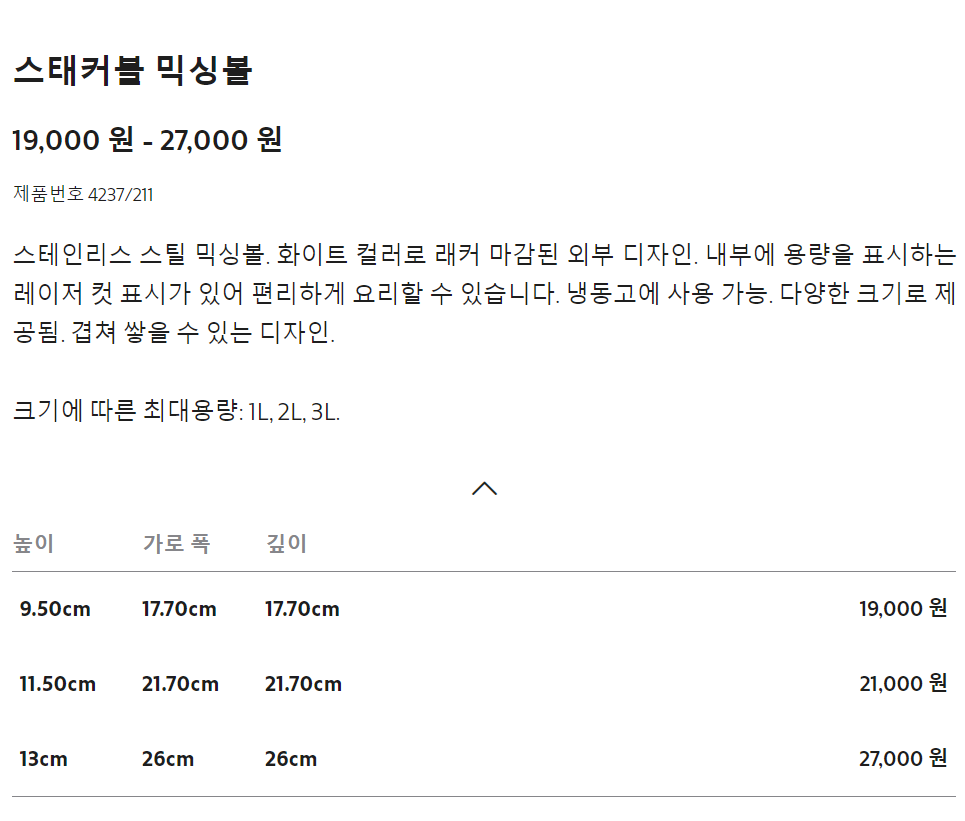 스태커블 믹싱볼
19,000 원 - 27,000 원
제품번호 4237/211
스테인리스 스틸 믹싱볼. 화이트 컬러로 래커 마감된 외부 디자인. 내부에 용량을 표시하는
레이저 컷 표시가 있어 편리하게 요리할 수 있습니다. 냉동고에 사용 가능. 다양한 크기로 제
공됨. 겹쳐 쌓을 수 있는 디자인.
크기에 따른 최대용량: 1L, 2L, 3L.
높이 가로 폭 깊이
9.50cm 17.70cm 17.70cm 19,000 원
11.50cm 21.70cm 21.70cm 21,000 원
13cm 26cm 26cm 27,000 원